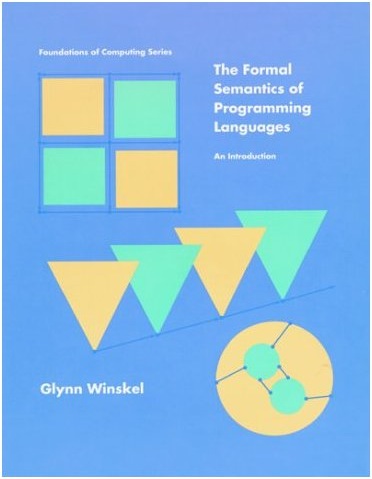 Foundations of Computing Series
The Formal
Semantics of
Programming
Languages
An Introduction
Glynn Winskel